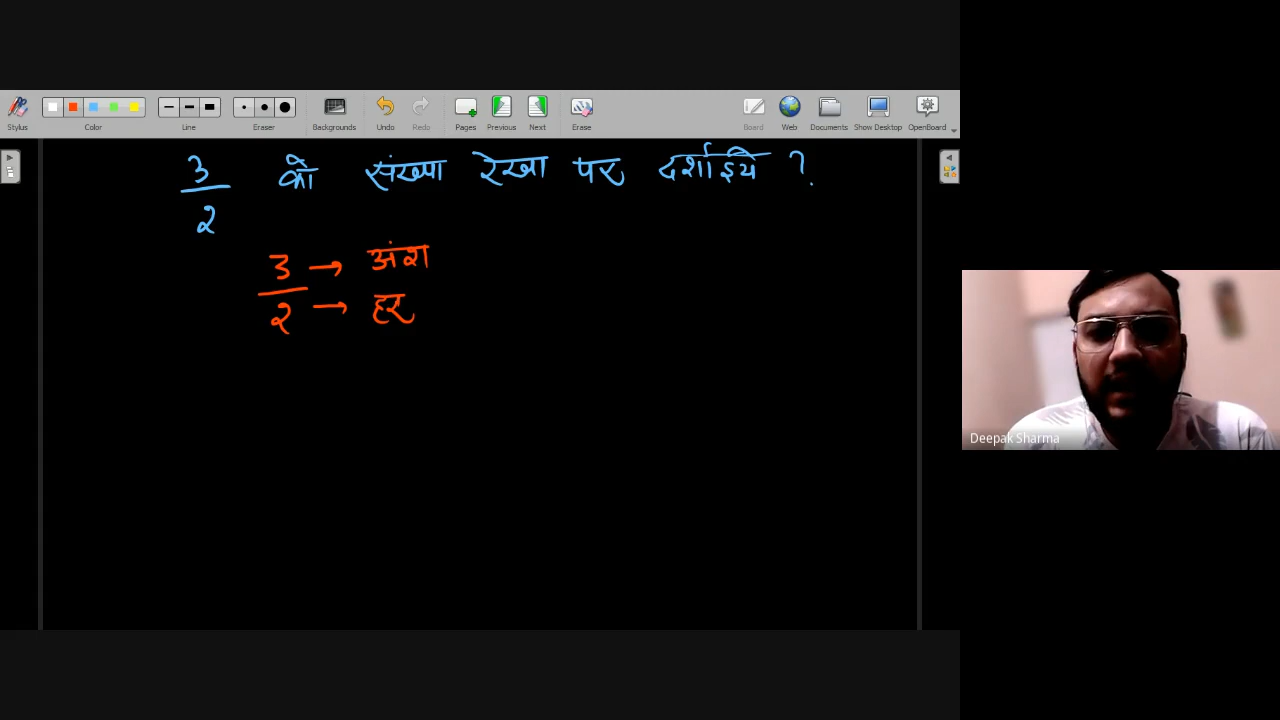 Stylus Color Line Eraser Backgrounds Undo Redo Pages Previous Next Erase Board Web Documents Show Desktop OpenBoard
3/2 को संख्या रेखा पर दर्शाइये ?
3 → अंश
2 → हर
Deepak Sharma